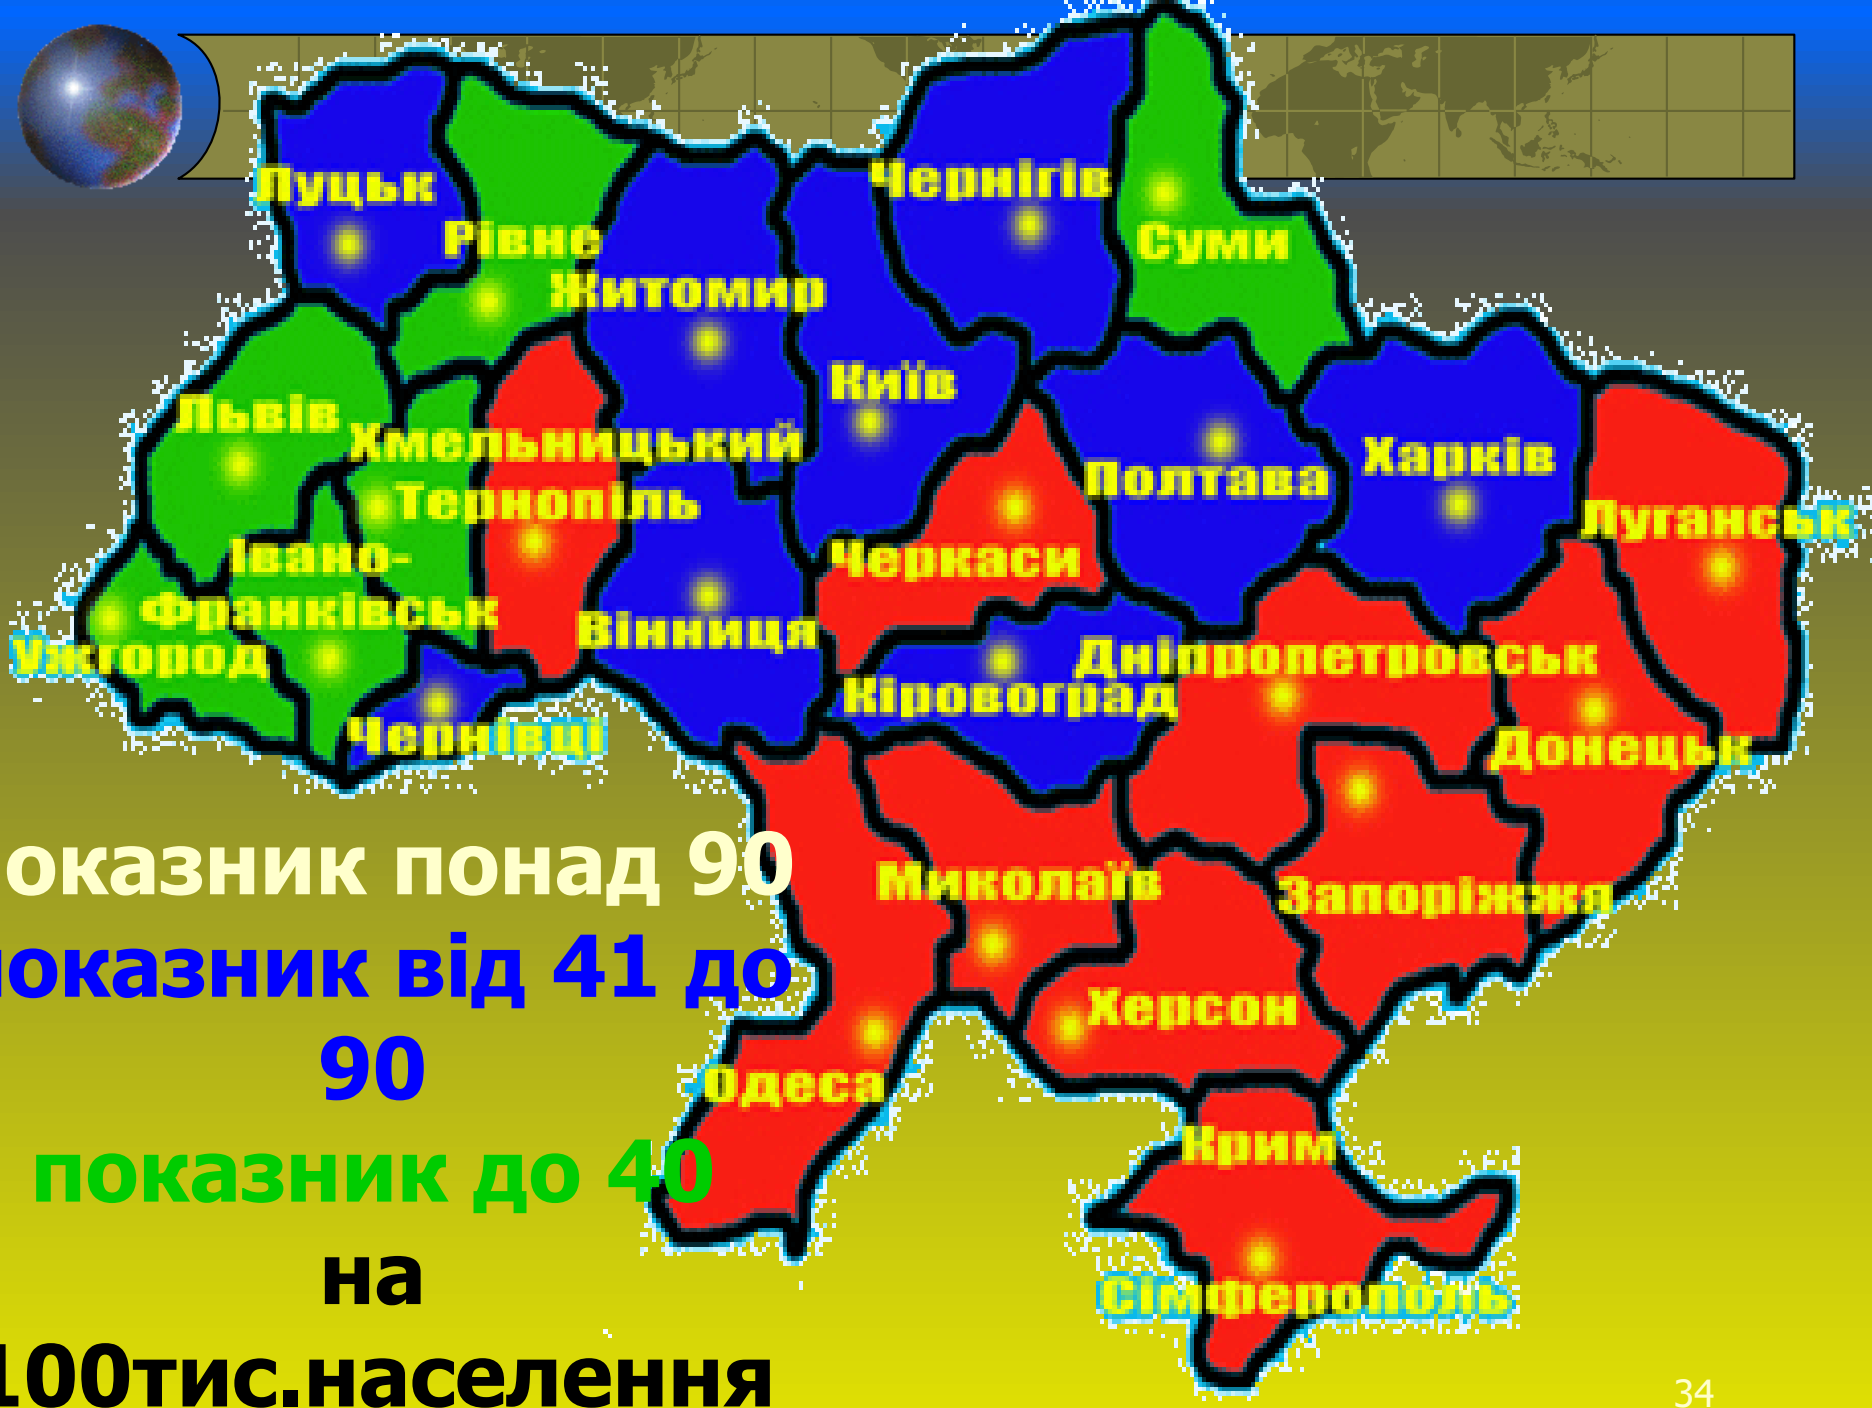 Чернігів
Луцьк
Рівне
Суми
Житомир
Київ
Львів
Хмельницький
Харків
Полтава
Тернопіль
Луганськ
Івано-
Франківськ
Черкаси
Вінниця
Ужгород
Дніпропетровськ
Кіровоград
Чернівці
Донецьк
Миколаїв
Запоріжжя
Херсон
Одеса
Крим
Сімферополь
оказник понад 90
показник від 41 до
90
показник до 40
на
100тис.населення
34